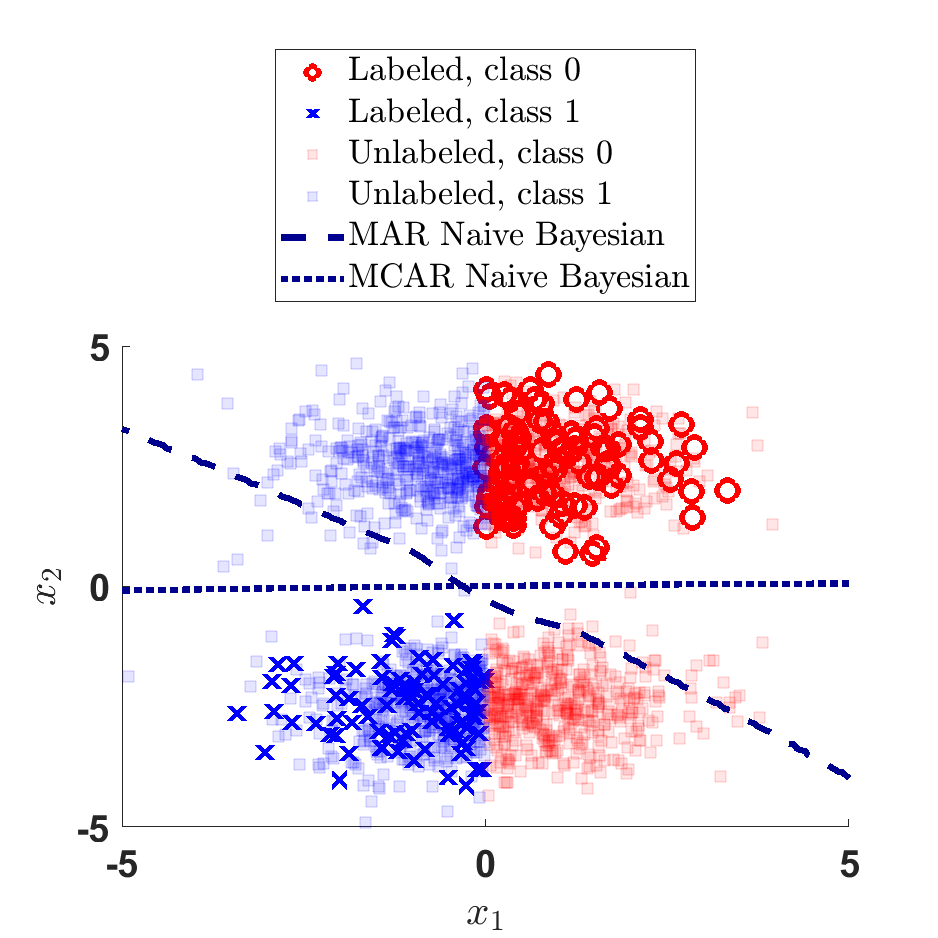 Labeled, class 0
Labeled, class 1
Unlabeled, class 0
Unlabeled, class 1
MAR Naive Bayesian
MCAR Naive Bayesian
5
x₂
0
-5
-5 0 5
x₁